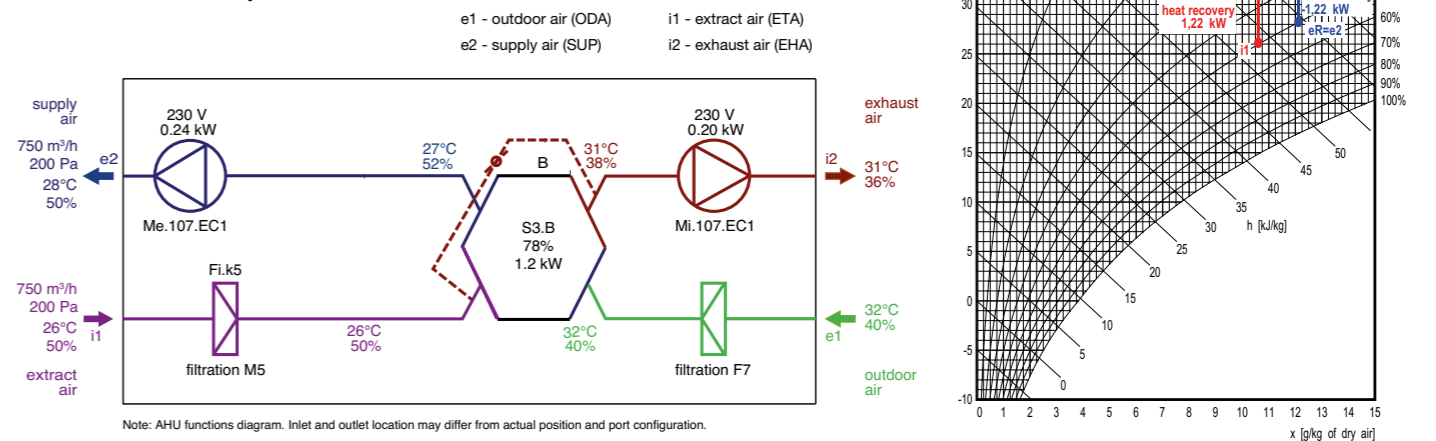 e1 - outdoor air (ODA)
i1 - extract air (ETA)
e2 - supply air (SUP)
i2 - exhaust air (EHA)
supply
air
750 m³/h
200 Pa
28°C
50%
e2
230 V
0.24 kW
Me.107.EC1
27°C
52%
B
31°C
38%
230 V
0.20 kW
Mi.107.EC1
exhaust
air
i2
31°C
36%
S3.B
78%
1.2 kW
750 m³/h
200 Pa
26°C
50%
i1
extract
air
Fi.k5
filtration M5
26°C
50%
32°C
40%
filtration F7
32°C
40%
e1
outdoor
air
Note: AHU functions diagram. Inlet and outlet location may differ from actual position and port configuration.
heat recovery
1,22 kW
i1
-1,22 kW
eR=e2
60%
70%
80%
90%
100%
30
25
20
15
10
5
0
-5
-10
50
45
40
35
30
25
20
15
10
5
0
h [kJ/kg]
0 1 2 3 4 5 6 7 8 9 10 11 12 13 14 15
x [g/kg of dry air]